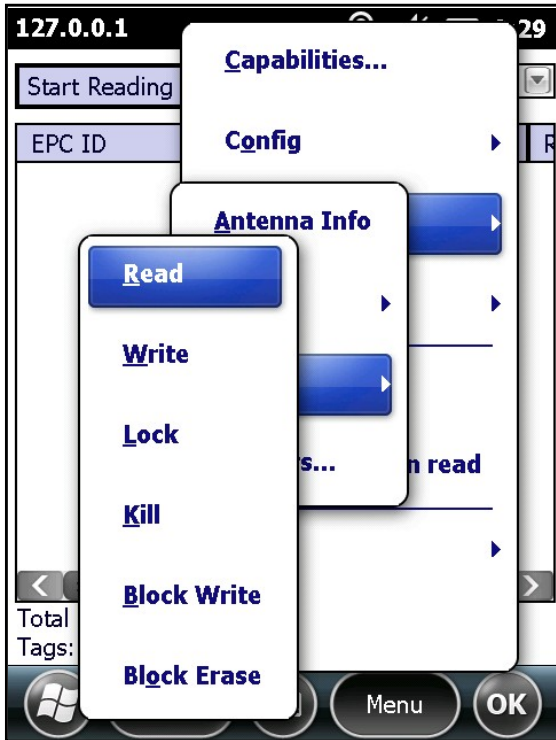 127.0.0.1
29
Capabilities...
Start Reading
EPC ID
Config
R
Antenna Info
Read
Write
Lock
s...
n read
Kill
Block Write
Total
Tags:
Block Erase
Menu
OK